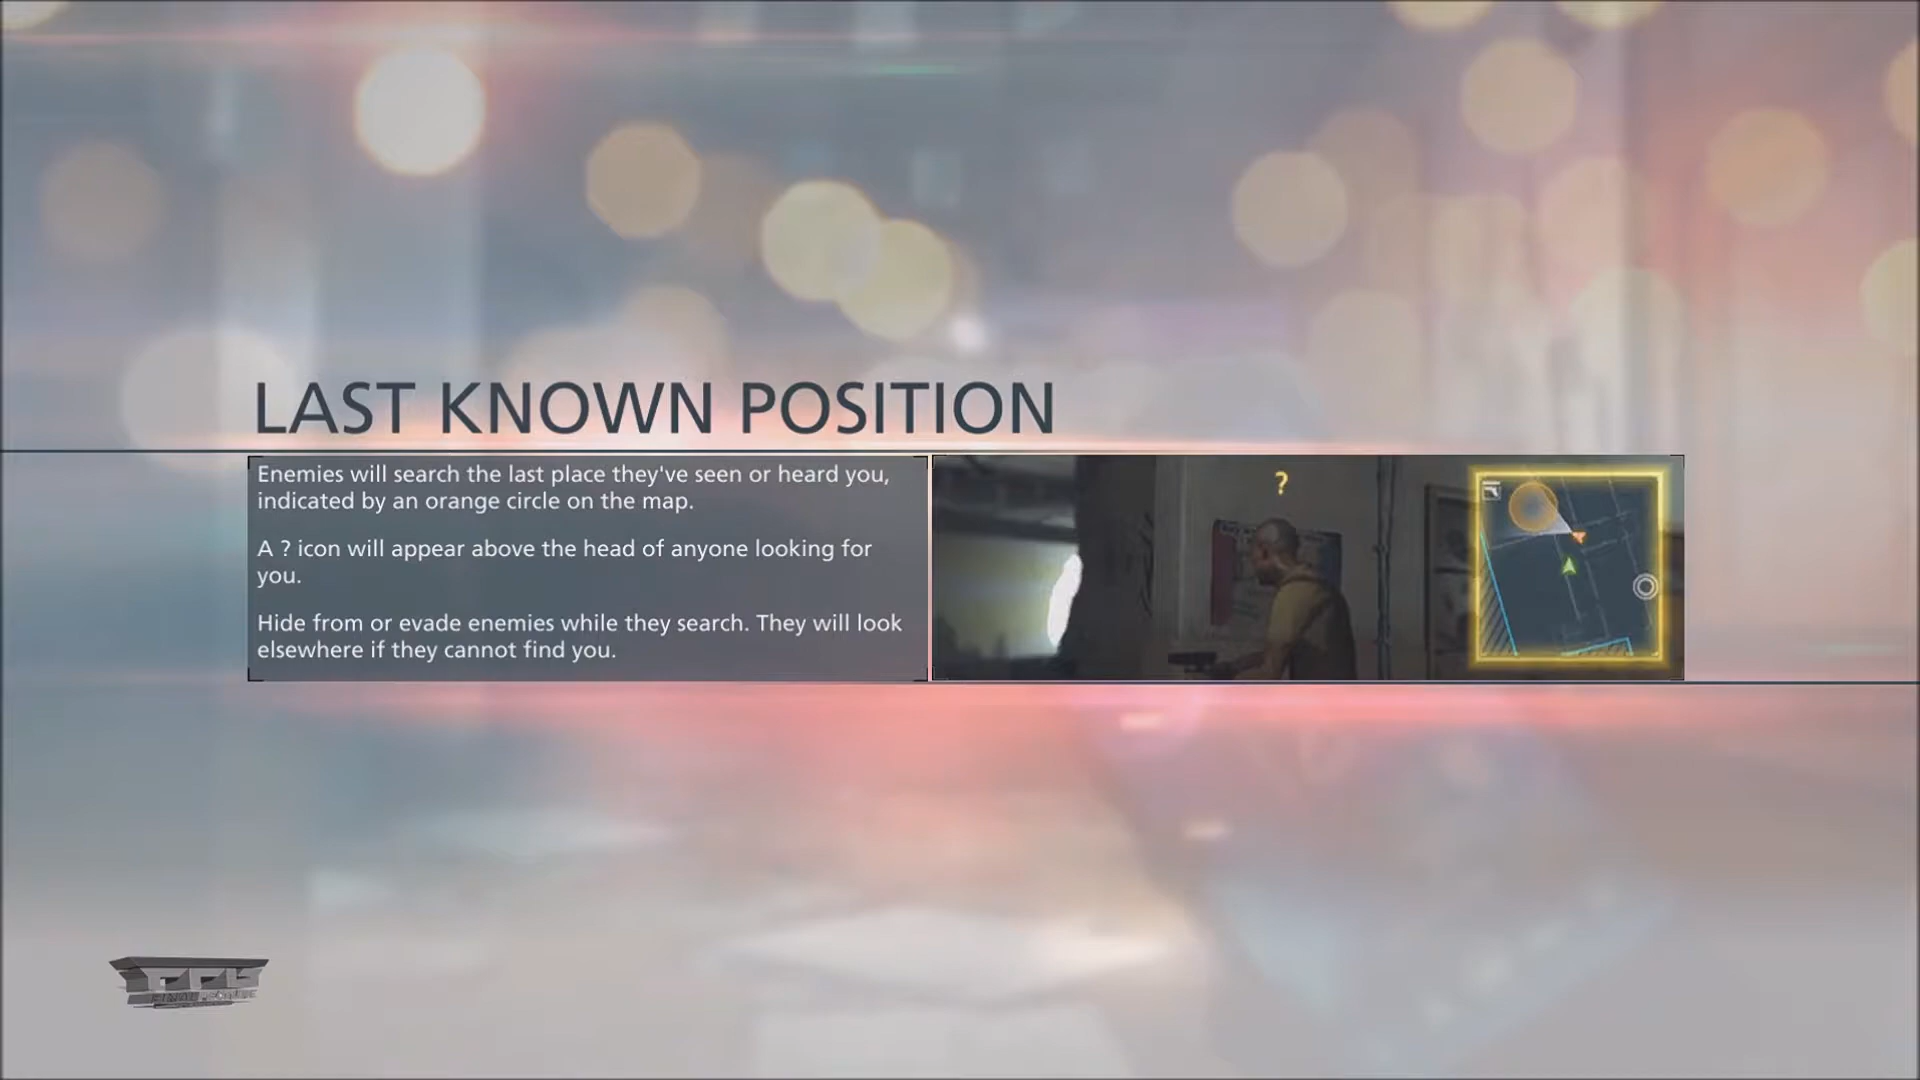 LAST KNOWN POSITION
Enemies will search the last place they've seen or heard you,
indicated by an orange circle on the map.
A ? icon will appear above the head of anyone looking for
you.
Hide from or evade enemies while they search. They will look
elsewhere if they cannot find you.
?